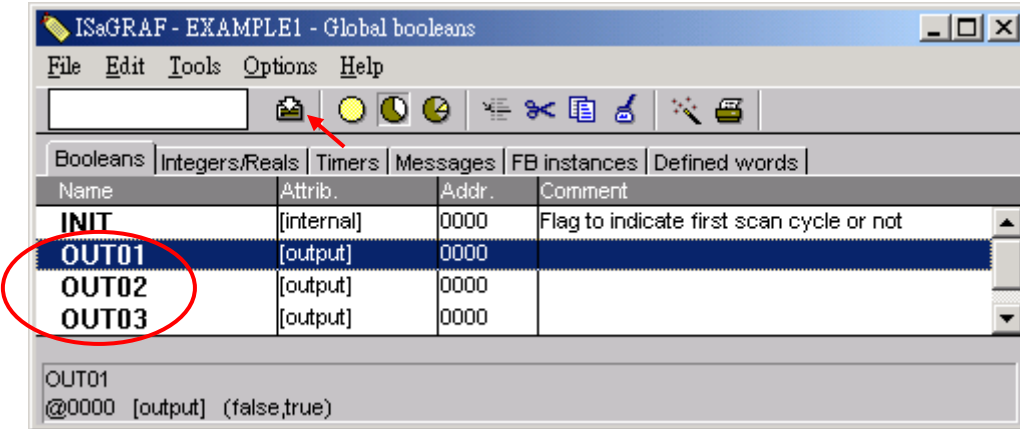 ISaGRAF - EXAMPLE1 - Global booleans
File Edit Tools Options Help
Booleans Integers/Reals Timers Messages FB instances Defined words
Name Attrib. Addr. Comment
INIT [internal] 0000 Flag to indicate first scan cycle or not
OUT01 [output] 0000
OUT02 [output] 0000
OUT03 [output] 0000
OUT01
@0000 [output] (false,true)